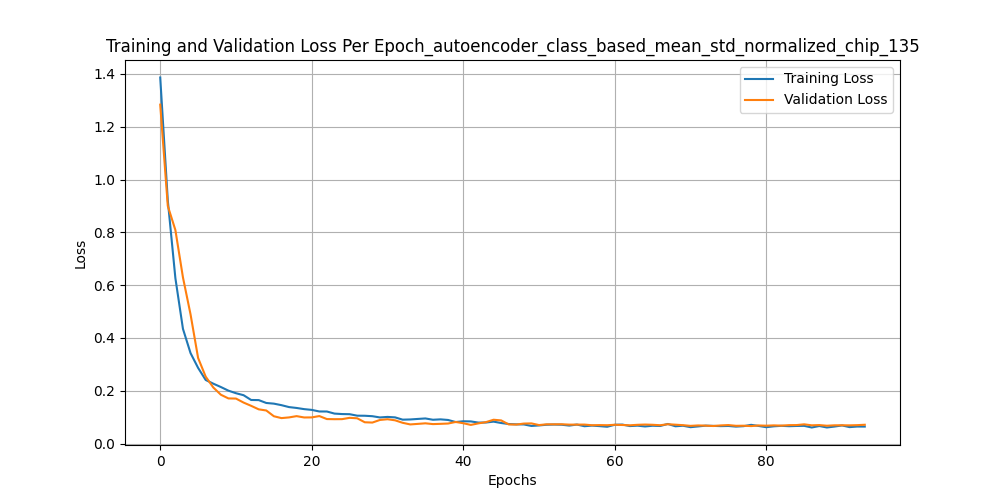 Training and Validation Loss Per Epoch_autoencoder_class_based_mean_std_normalized_chip_135
Training Loss
Validation Loss
1.4
1.2
1.0
0.8
0.6
0.4
0.2
0.0
Loss
0
20
40
60
80
Epochs